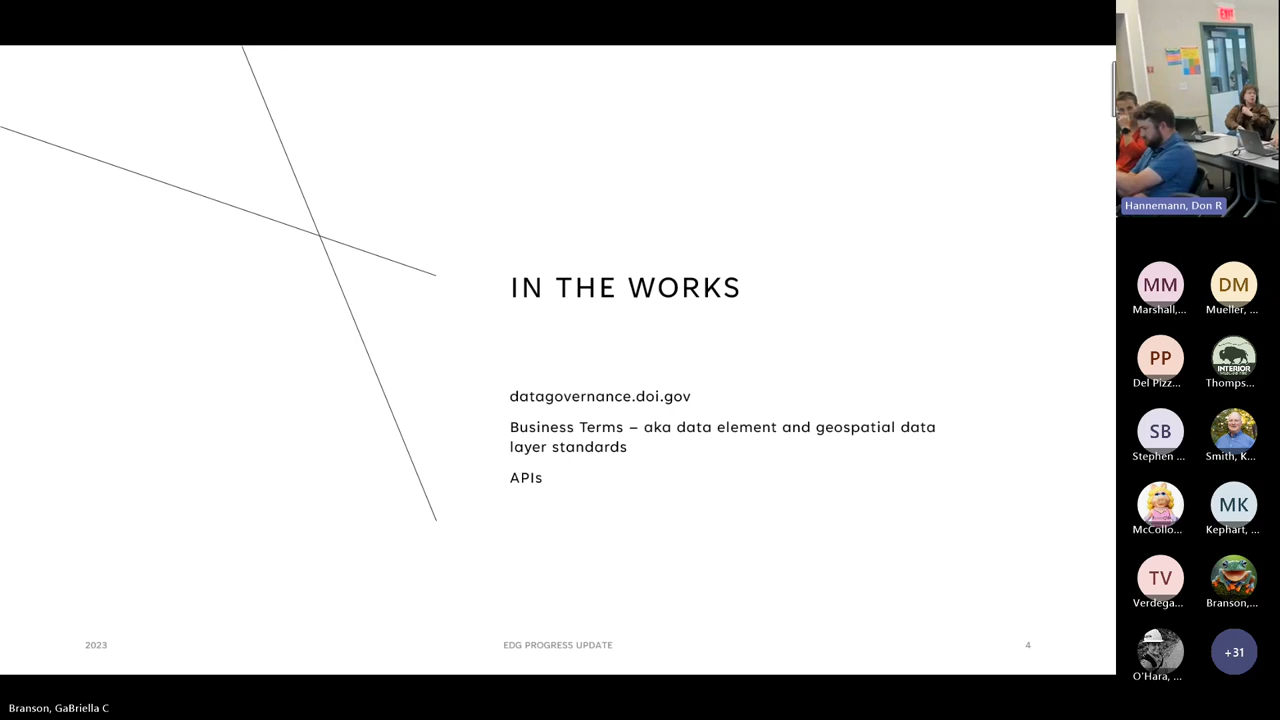 IN THE WORKS
datagovernance.doi.gov
Business Terms – aka data element and geospatial data
layer standards
APIs
2023
EDG PROGRESS UPDATE
4
Branson, GaBriella C
EXIT
Hannemann, Don R
MM
Marshall,...
DM
Mueller, ...
PP
Del Pizz...
INTERIOR
Thomps...
SB
Stephen ...
Smith, K...
McCollo...
MK
Kephart, ...
TV
Verdega...
Branson,...
O'Hara, ...
+31